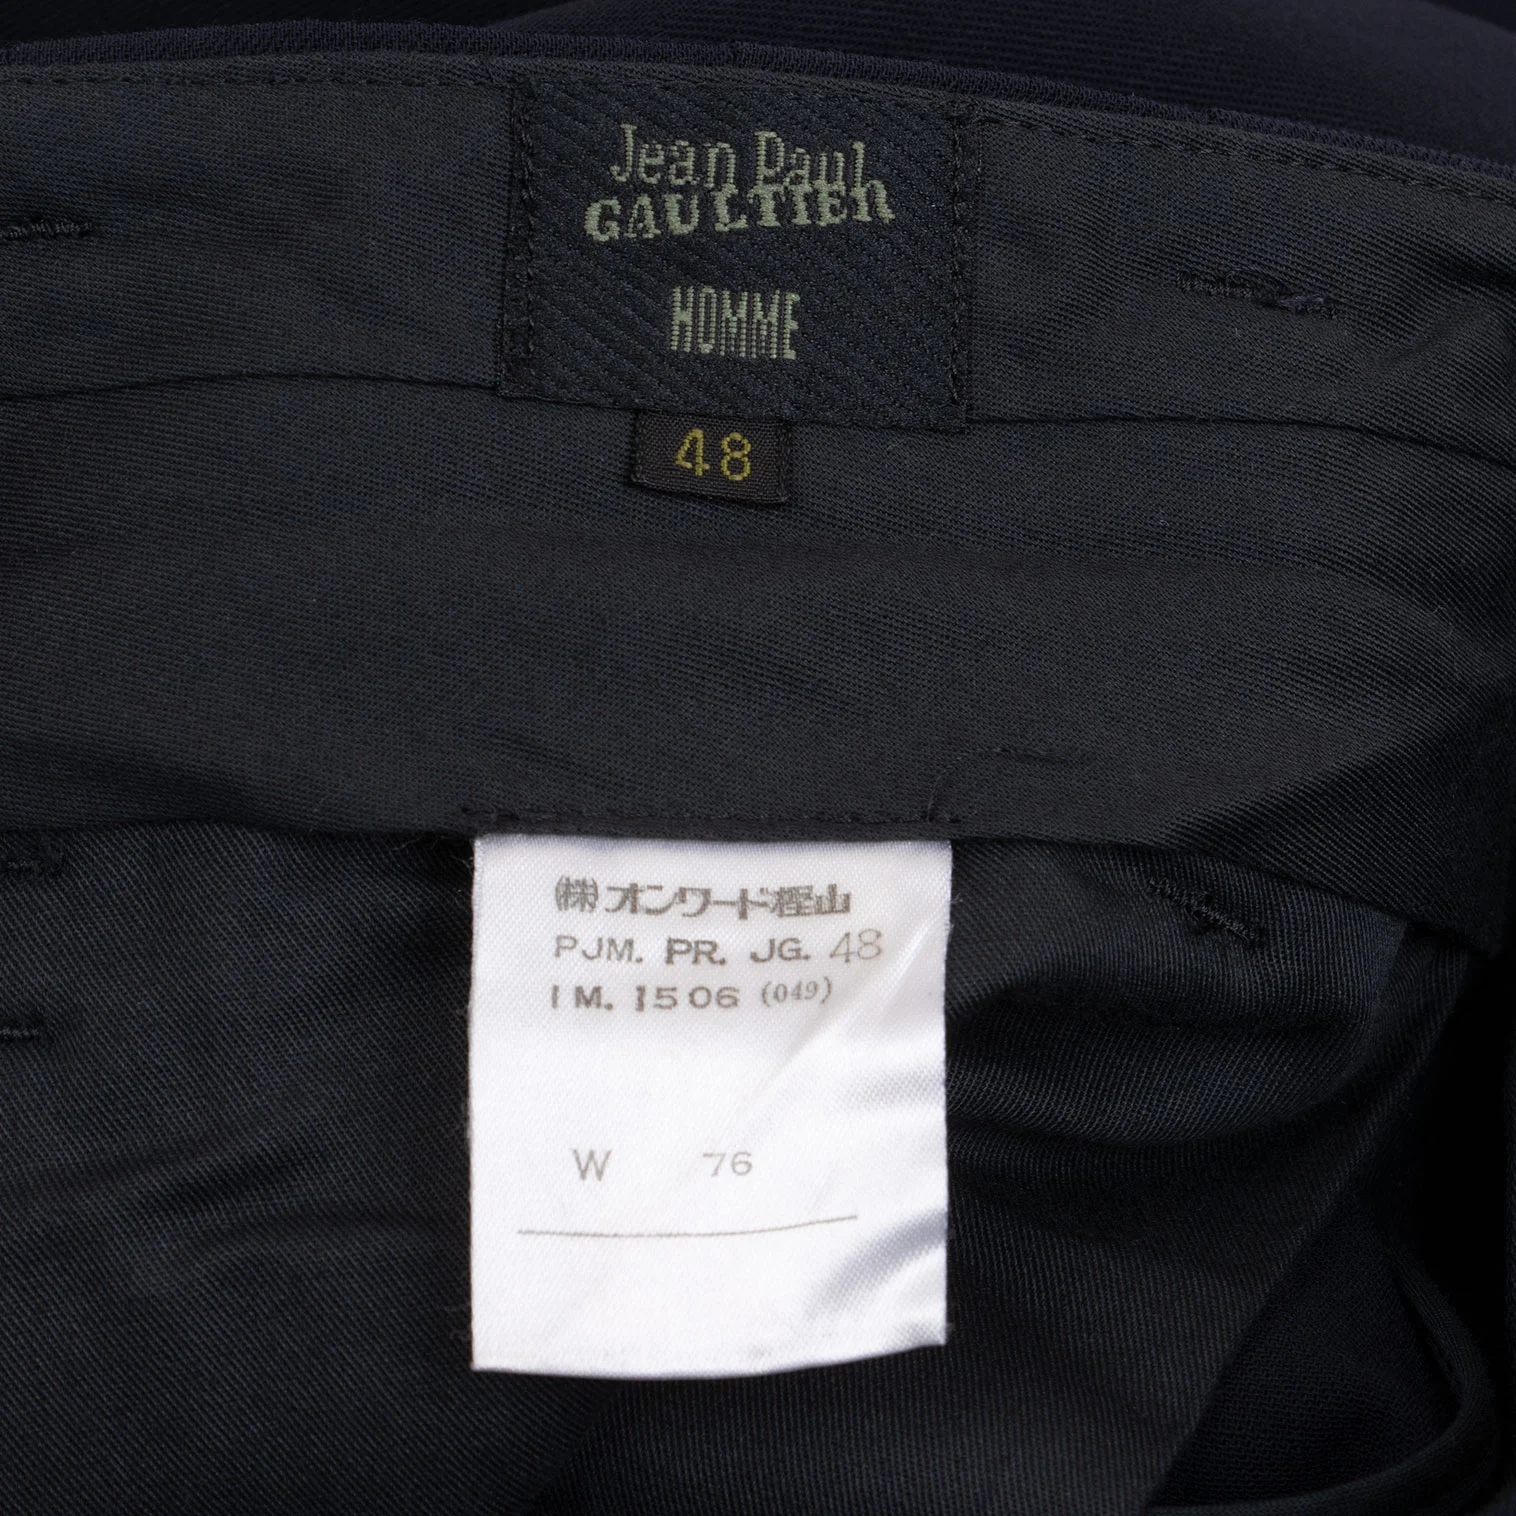 Jean Paul
GAULTIER
HOMME
48
(株)オンワード樫山
PJM. PR. JG. 48
IM. 1506 (049)
W 76